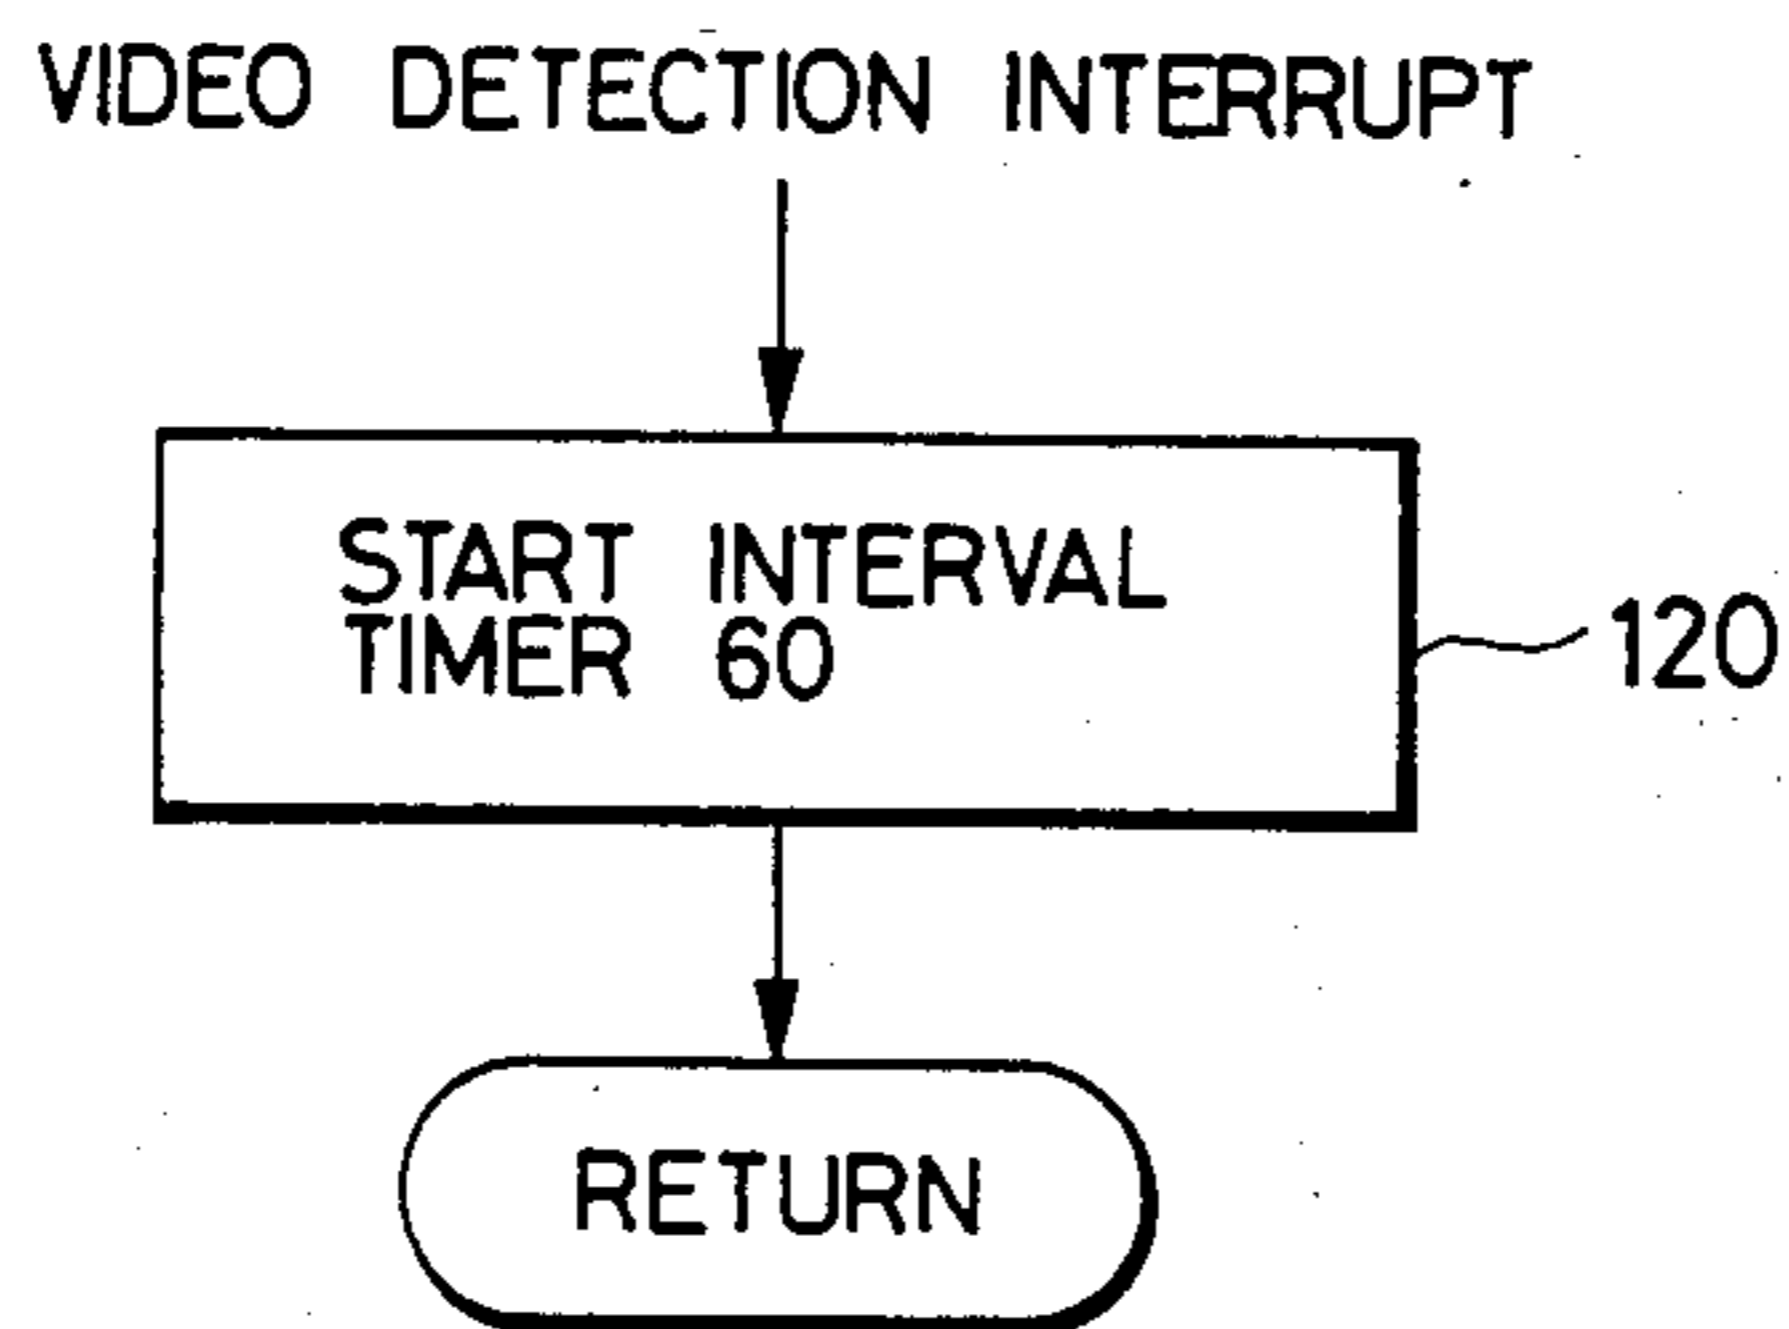 VIDEO DETECTION INTERRUPT
START INTERVAL
TIMER 60
120
RETURN